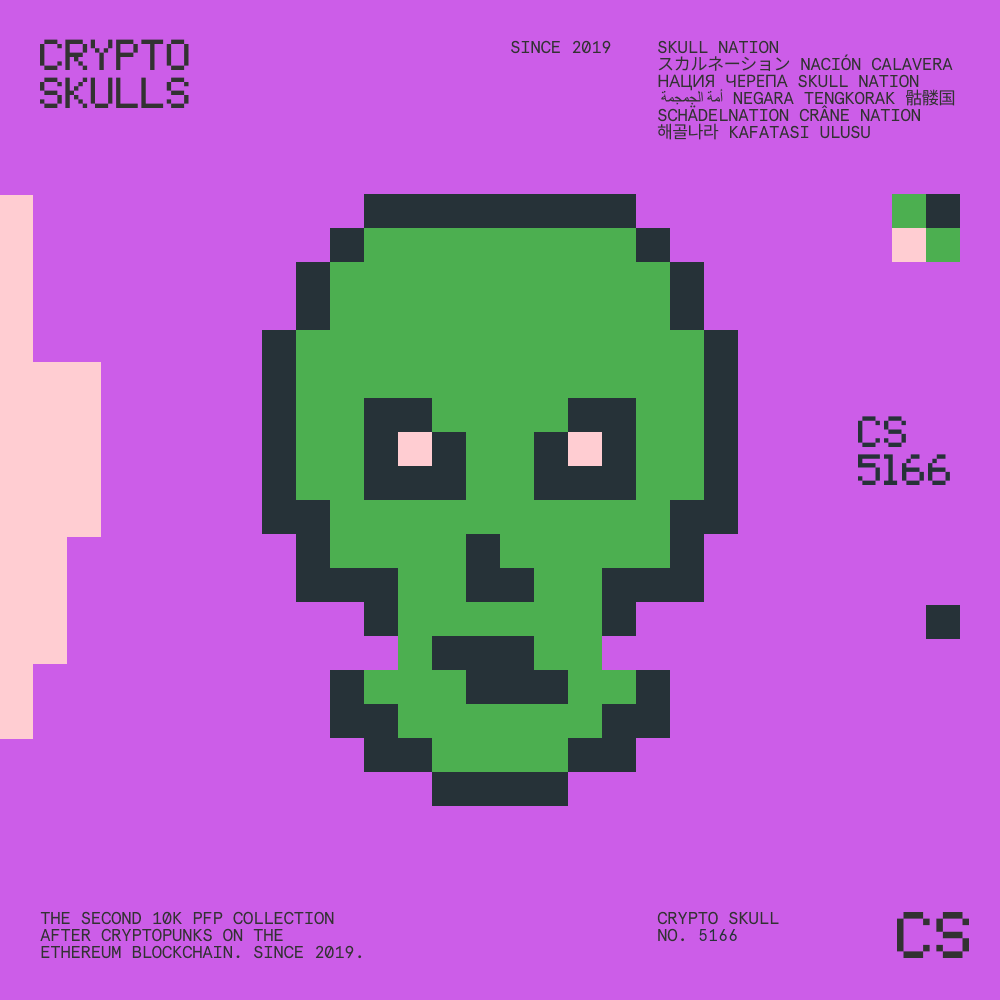 CRYPTO
SKULLS
SINCE 2019
SKULL NATION
スカルネーション NACIÓN CALAVERA
НАЦИЯ ЧЕРЕПА SKULL NATION
أمة الجمجمة NEGARA TENGKORAK 骷髅国
SCHÄDELNATION CRÂNE NATION
해골나라 KAFATASI ULUSU
CS
5166
THE SECOND 10K PFP COLLECTION
AFTER CRYPTOPUNKS ON THE
ETHEREUM BLOCKCHAIN. SINCE 2019.
CRYPTO SKULL
NO. 5166
CS